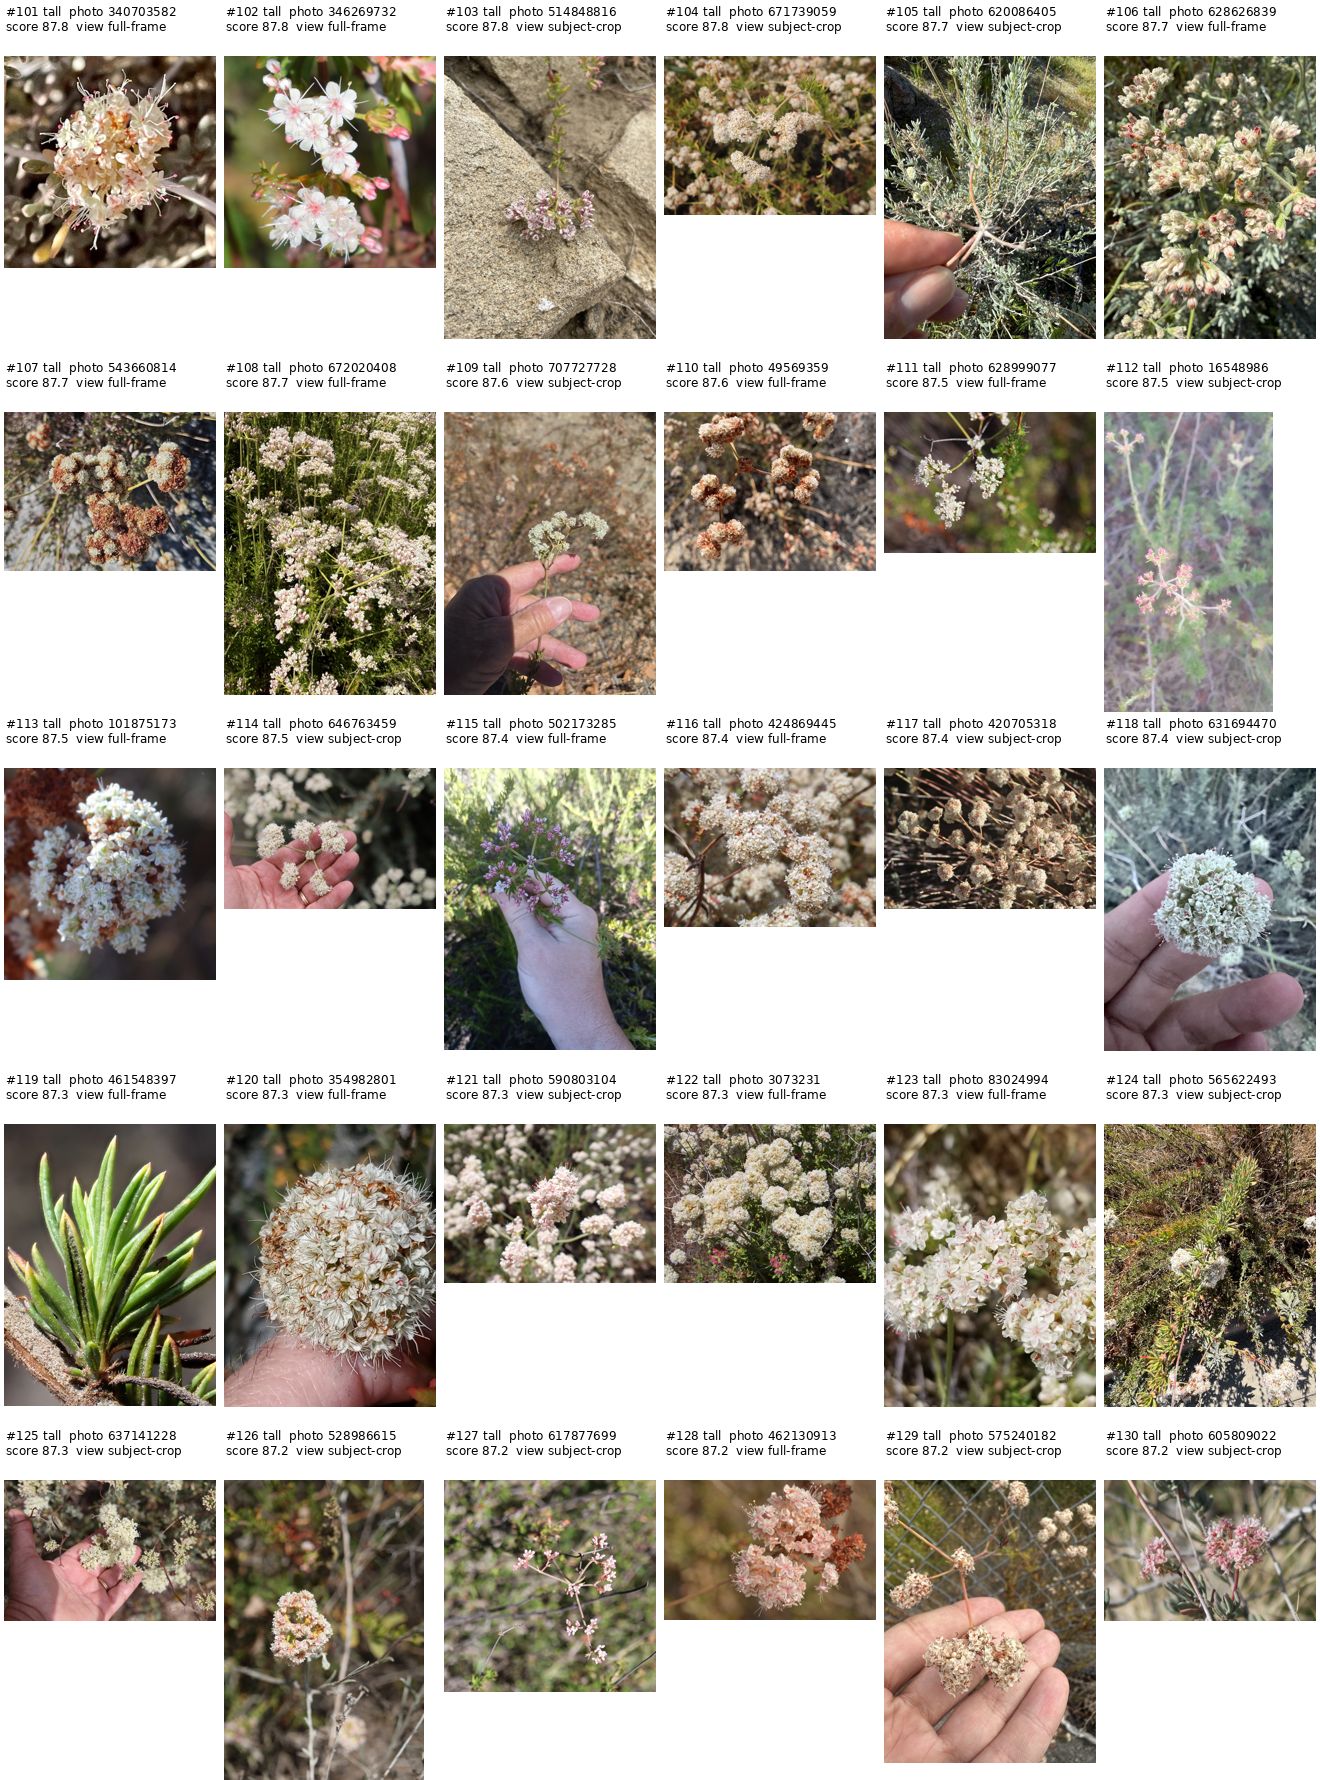 #101 tall  photo 340703582
score 87.8  view full-frame
#102 tall  photo 346269732
score 87.8  view full-frame
#103 tall  photo 514848816
score 87.8  view subject-crop
#104 tall  photo 671739059
score 87.8  view subject-crop
#105 tall  photo 620086405
score 87.7  view subject-crop
#106 tall  photo 628626839
score 87.7  view full-frame
#107 tall  photo 543660814
score 87.7  view full-frame
#108 tall  photo 672020408
score 87.7  view full-frame
#109 tall  photo 707727728
score 87.6  view subject-crop
#110 tall  photo 49569359
score 87.6  view full-frame
#111 tall  photo 628999077
score 87.5  view full-frame
#112 tall  photo 16548986
score 87.5  view subject-crop
#113 tall  photo 101875173
score 87.5  view full-frame
#114 tall  photo 646763459
score 87.5  view subject-crop
#115 tall  photo 502173285
score 87.4  view full-frame
#116 tall  photo 424869445
score 87.4  view full-frame
#117 tall  photo 420705318
score 87.4  view subject-crop
#118 tall  photo 631694470
score 87.4  view subject-crop
#119 tall  photo 461548397
score 87.3  view full-frame
#120 tall  photo 354982801
score 87.3  view full-frame
#121 tall  photo 590803104
score 87.3  view subject-crop
#122 tall  photo 3073231
score 87.3  view full-frame
#123 tall  photo 83024994
score 87.3  view full-frame
#124 tall  photo 565622493
score 87.3  view subject-crop
#125 tall  photo 637141228
score 87.3  view subject-crop
#126 tall  photo 528986615
score 87.2  view subject-crop
#127 tall  photo 617877699
score 87.2  view subject-crop
#128 tall  photo 462130913
score 87.2  view full-frame
#129 tall  photo 575240182
score 87.2  view subject-crop
#130 tall  photo 605809022
score 87.2  view subject-crop